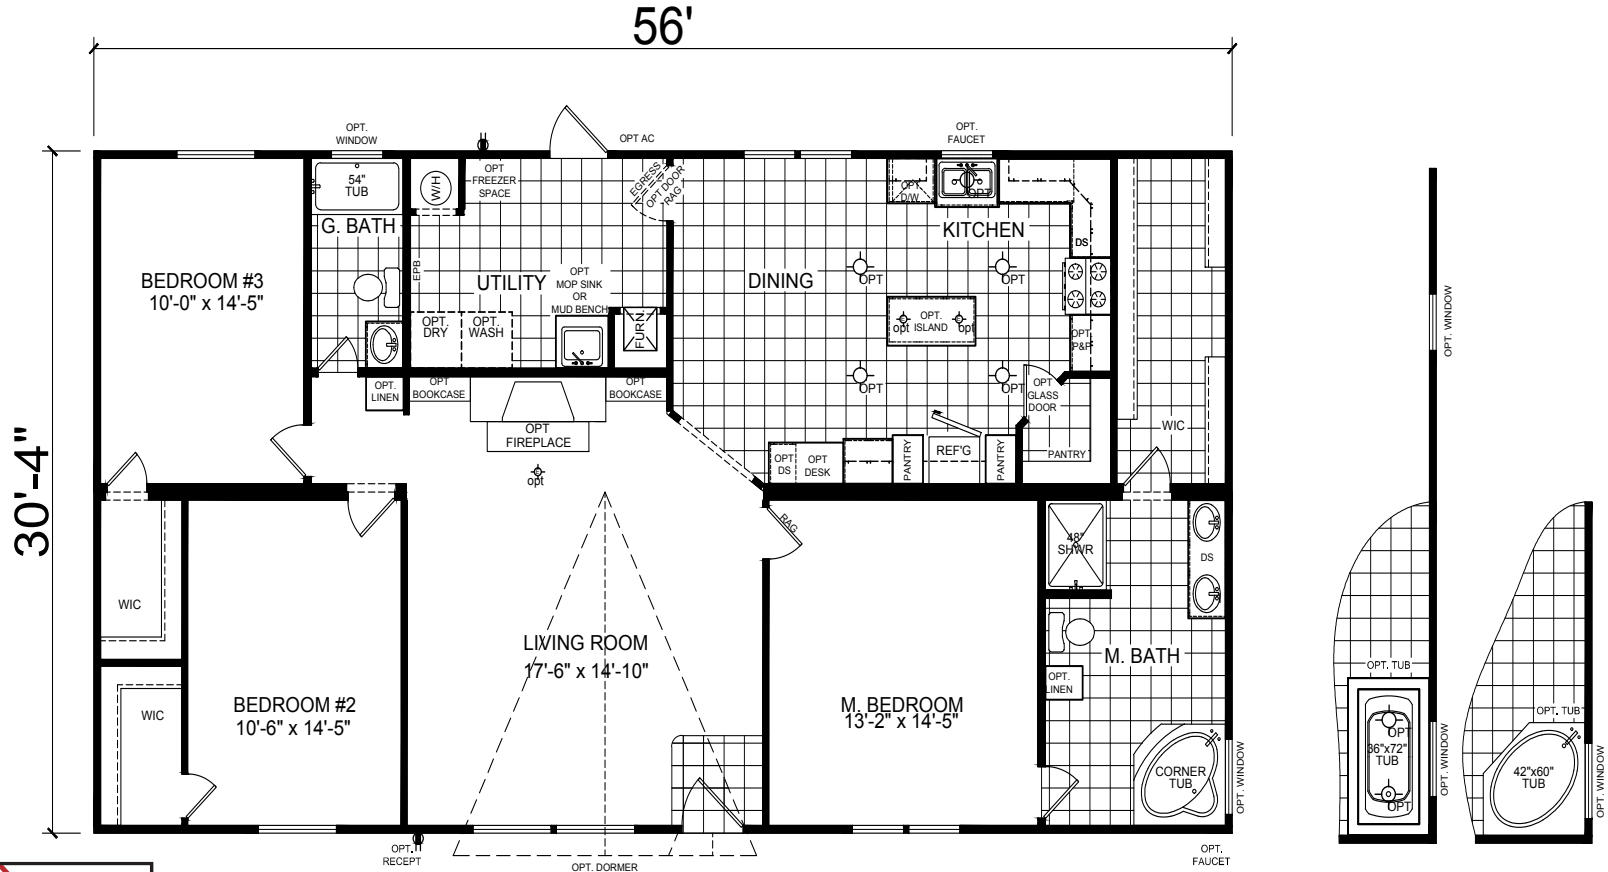 56'
30'-4"
OPT.
WINDOW
OPT AC
OPT.
FAUCET
54"
TUB
G. BATH
W/H
OPT
FREEZER
SPACE
EGRESS
OPT DOOR
RAG
OPT
D/W
OPT
KITCHEN
DS
BEDROOM #3
10'-0" x 14'-5"
EPB
UTILITY
OPT
MOP SINK
OR
MUD BENCH
DINING
OPT
OPT
OPT.
DRY
OPT.
WASH
FURN.
opt
OPT.
ISLAND
opt
OPT
P&P
OPT.
LINEN
OPT
BOOKCASE
OPT
BOOKCASE
OPT
OPT
OPT
GLASS
DOOR
OPT
FIREPLACE
opt
OPT
DS
OPT
DESK
PANTRY
REF'G
PANTRY
PANTRY
WIC
RAG
48"
SHWR
DS
WIC
LIVING ROOM
17'-6" x 14'-10"
M. BATH
OPT.
LINEN
WIC
BEDROOM #2
10'-6" x 14'-5"
M. BEDROOM
13'-2" x 14'-5"
CORNER
TUB
OPT. WINDOW
OPT.
RECEPT
OPT. DORMER
OPT.
FAUCET
OPT. WINDOW
OPT. TUB
OPT
36"x72"
TUB
OPT
OPT. WINDOW
OPT. TUB
42"x60"
TUB
OPT. WINDOW